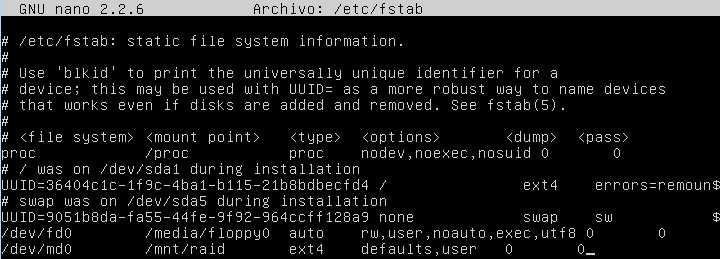 GNU nano 2.2.6 Archivo: /etc/fstab
# /etc/fstab: static file system information.
#
# Use 'blkid' to print the universally unique identifier for a
# device; this may be used with UUID= as a more robust way to name devices
# that works even if disks are added and removed. See fstab(5).
#
# <file system> <mount point> <type> <options> <dump> <pass>
proc /proc proc nodev,noexec,nosuid 0 0
# / was on /dev/sda1 during installation
UUID=36404c1c-1f9c-4ba1-b115-21b8bdbecfd4 / ext4 errors=remoun$
# swap was on /dev/sda5 during installation
UUID=9051b8da-fa55-44fe-9f92-964ccff128a9 none swap sw $
/dev/fd0 /media/floppy0 auto rw,user,noauto,exec,utf8 0 0
/dev/md0 /mnt/raid ext4 defaults,user 0 0_